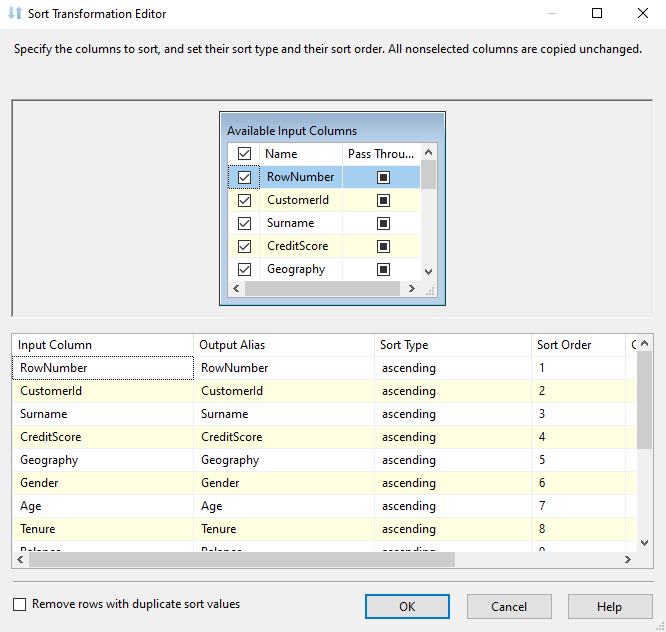 Sort Transformation Editor
Specify the columns to sort, and set their sort type and their sort order. All nonselected columns are copied unchanged.
Available Input Columns
Name Pass Throu...
RowNumber
CustomerId
Surname
CreditScore
Geography
Input Column Output Alias Sort Type Sort Order
RowNumber RowNumber ascending 1
CustomerId CustomerId ascending 2
Surname Surname ascending 3
CreditScore CreditScore ascending 4
Geography Geography ascending 5
Gender Gender ascending 6
Age Age ascending 7
Tenure Tenure ascending 8
Balance Balance ascending 9
Remove rows with duplicate sort values
OK Cancel Help